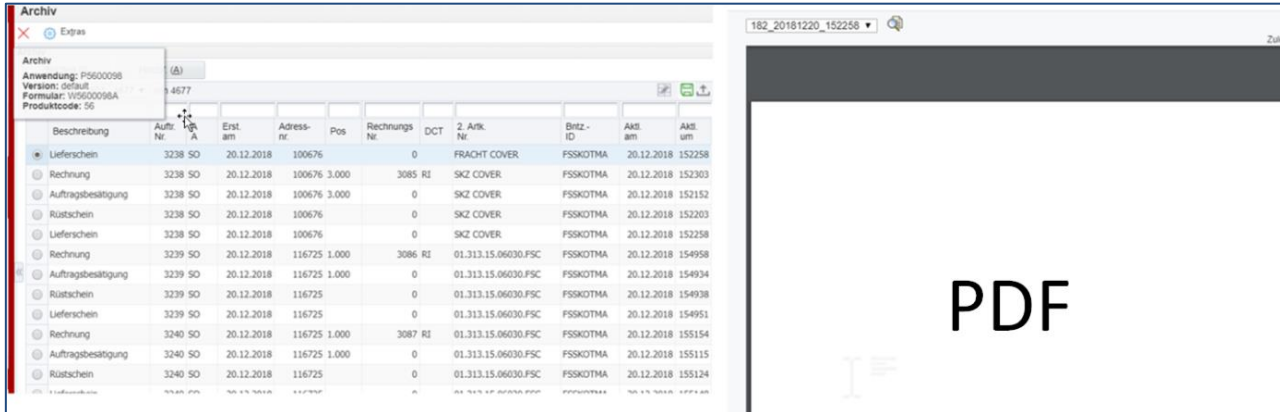 Archiv
Extras
Archiv
Anwendung: P5600098
Version: default
Formular: W5600098A
Produktcode: 56
(A)
4677
Beschreibung Auftr. Nr. A A Erst. am Adress- nr. Pos Rechnungs Nr. DCT 2. Artk. Nr. Bntz.- ID Aktl. am Aktl. um
Lieferschein 3238 SO 20.12.2018 100676 0 FRACHT COVER FSSKOTMA 20.12.2018 152258
Rechnung 3238 SO 20.12.2018 100676 3.000 3085 RI SKZ COVER FSSKOTMA 20.12.2018 152303
Auftragsbesätigung 3238 SO 20.12.2018 100676 3.000 0 SKZ COVER FSSKOTMA 20.12.2018 152152
Rüstschein 3238 SO 20.12.2018 100676 0 SKZ COVER FSSKOTMA 20.12.2018 152203
Lieferschein 3238 SO 20.12.2018 100676 0 SKZ COVER FSSKOTMA 20.12.2018 152258
Rechnung 3239 SO 20.12.2018 116725 1.000 3086 RI 01.313.15.06030.FSC FSSKOTMA 20.12.2018 154958
Auftragsbesätigung 3239 SO 20.12.2018 116725 1.000 0 01.313.15.06030.FSC FSSKOTMA 20.12.2018 154934
Rüstschein 3239 SO 20.12.2018 116725 0 01.313.15.06030.FSC FSSKOTMA 20.12.2018 154938
Lieferschein 3239 SO 20.12.2018 116725 0 01.313.15.06030.FSC FSSKOTMA 20.12.2018 154951
Rechnung 3240 SO 20.12.2018 116725 1.000 3087 RI 01.313.15.06030.FSC FSSKOTMA 20.12.2018 155154
Auftragsbesätigung 3240 SO 20.12.2018 116725 1.000 0 01.313.15.06030.FSC FSSKOTMA 20.12.2018 155115
Rüstschein 3240 SO 20.12.2018 116725 0 01.313.15.06030.FSC FSSKOTMA 20.12.2018 155124
182_20181220_152258
PDF